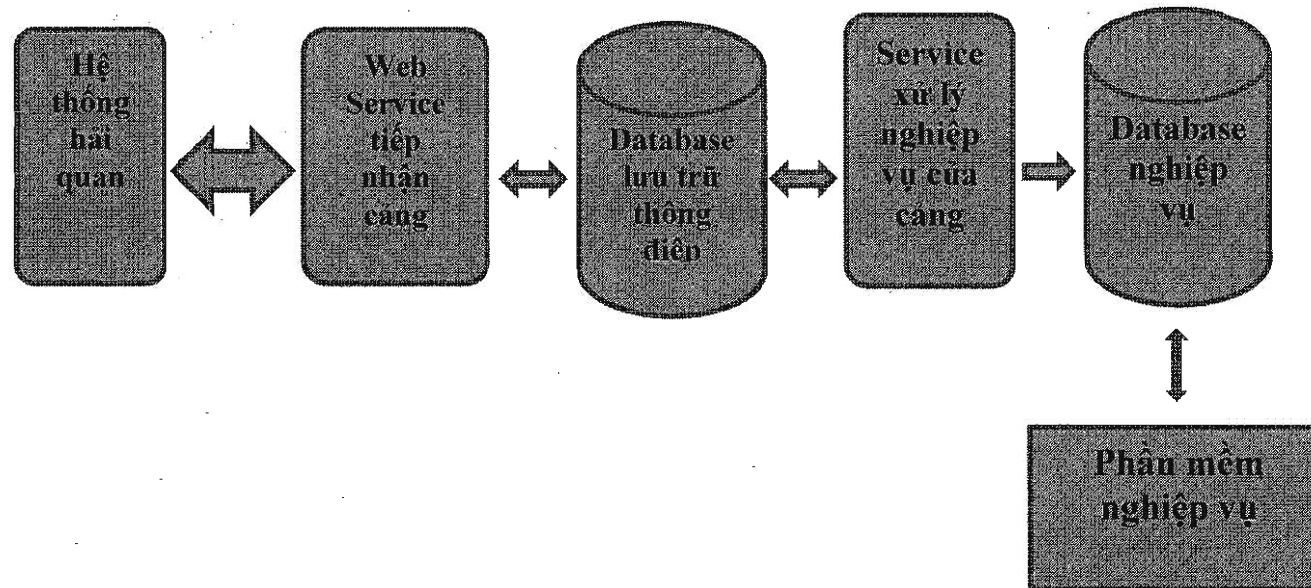 Hệ
thống
hải
quan
Web
Service
tiếp
nhận
cảng
Database
lưu trữ
thông
điệp
Service
xử lý
nghiệp
vụ của
cảng
Database
nghiệp
vụ
Phần mềm
nghiệp vụ